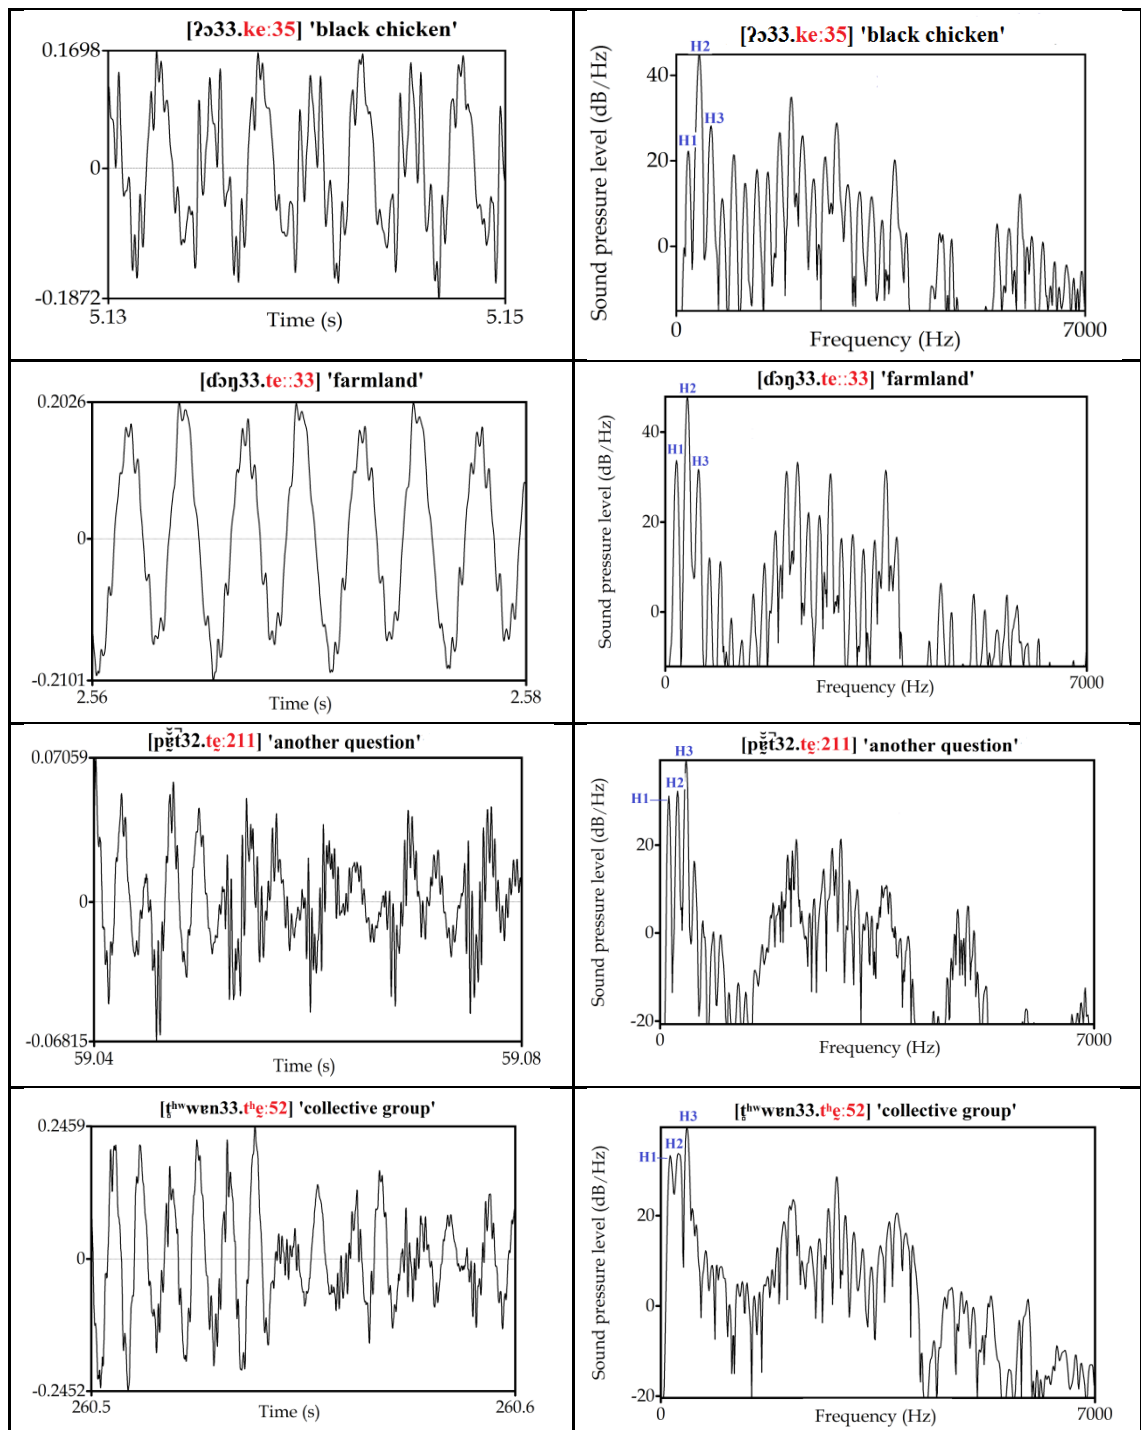 [ʔɔ33.keː35] 'black chicken'
0.1698
0
-0.1872
5.13
5.15
Time (s)
[ʔɔ33.keː35] 'black chicken'
Sound pressure level (dB/Hz)
40
20
0
H1
H2
H3
0
7000
Frequency (Hz)
[ɗɔŋ33.teːː33] 'farmland'
0.2026
0
-0.2101
2.56
2.58
Time (s)
[ɗɔŋ33.teːː33] 'farmland'
Sound pressure level (dB/Hz)
40
20
0
H1
H2
H3
0
7000
Frequency (Hz)
'another question'
0.07059
0
-0.06815
59.04
59.08
Time (s)
'another question'
Sound pressure level (dB/Hz)
20
0
-20
H1
H2
H3
0
7000
Frequency (Hz)
'collective group'
0.2459
0
-0.2452
260.5
260.6
Time (s)
'collective group'
Sound pressure level (dB/Hz)
20
0
-20
H1
H2
H3
0
7000
Frequency (Hz)